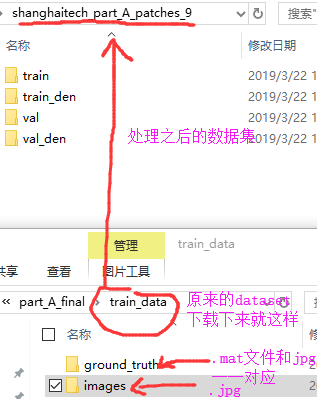 shanghaitech part_A_patches_9
搜索"
名称
修改日期
train
2019/3/22 1
train_den
2019/3/22 1
val
2019/3/22 1
val_den
2019/3/22 1
处理之后的数据集
管理
train_data
共享
查看
图片工具
part_A_final
train_data
原来的dataset
下载下来就这样
ground_truth
.mat文件和jpg
一一对应
images
.jpg